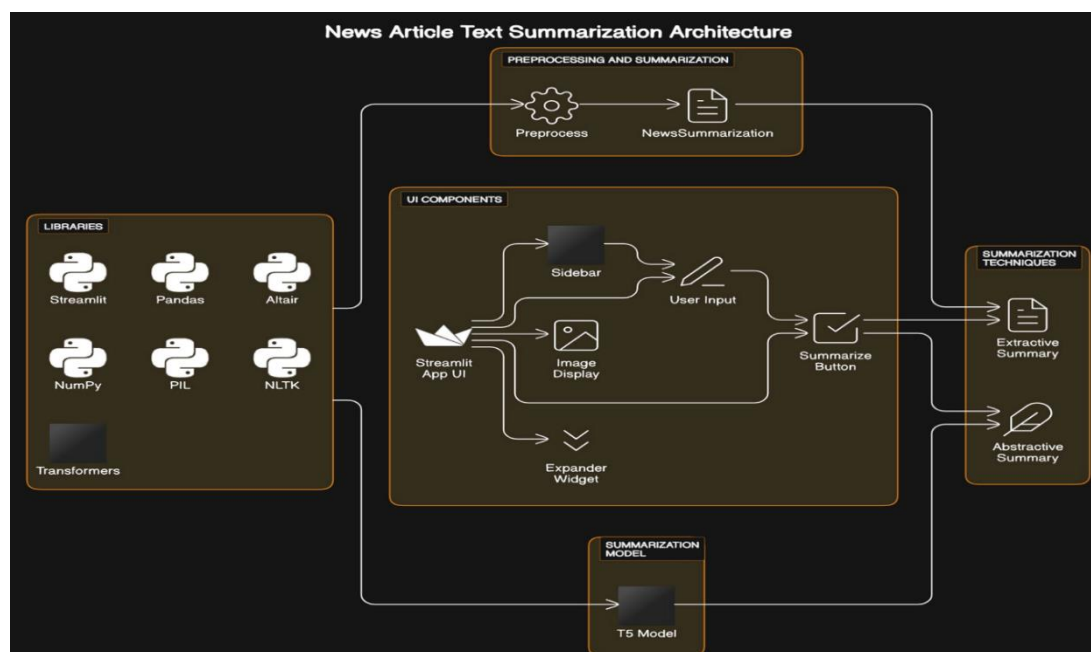 News Article Text Summarization Architecture
PREPROCESSING AND SUMMARIZATION
Preprocess
NewsSummarization
LIBRARIES
Streamlit
Pandas
Altair
NumPy
PIL
NLTK
Transformers
UI COMPONENTS
Sidebar
User Input
Streamlit
App UI
Image
Display
Summarize
Button
Expander
Widget
SUMMARIZATION
TECHNIQUES
Extractive
Summary
Abstractive
Summary
SUMMARIZATION
MODEL
T5 Model